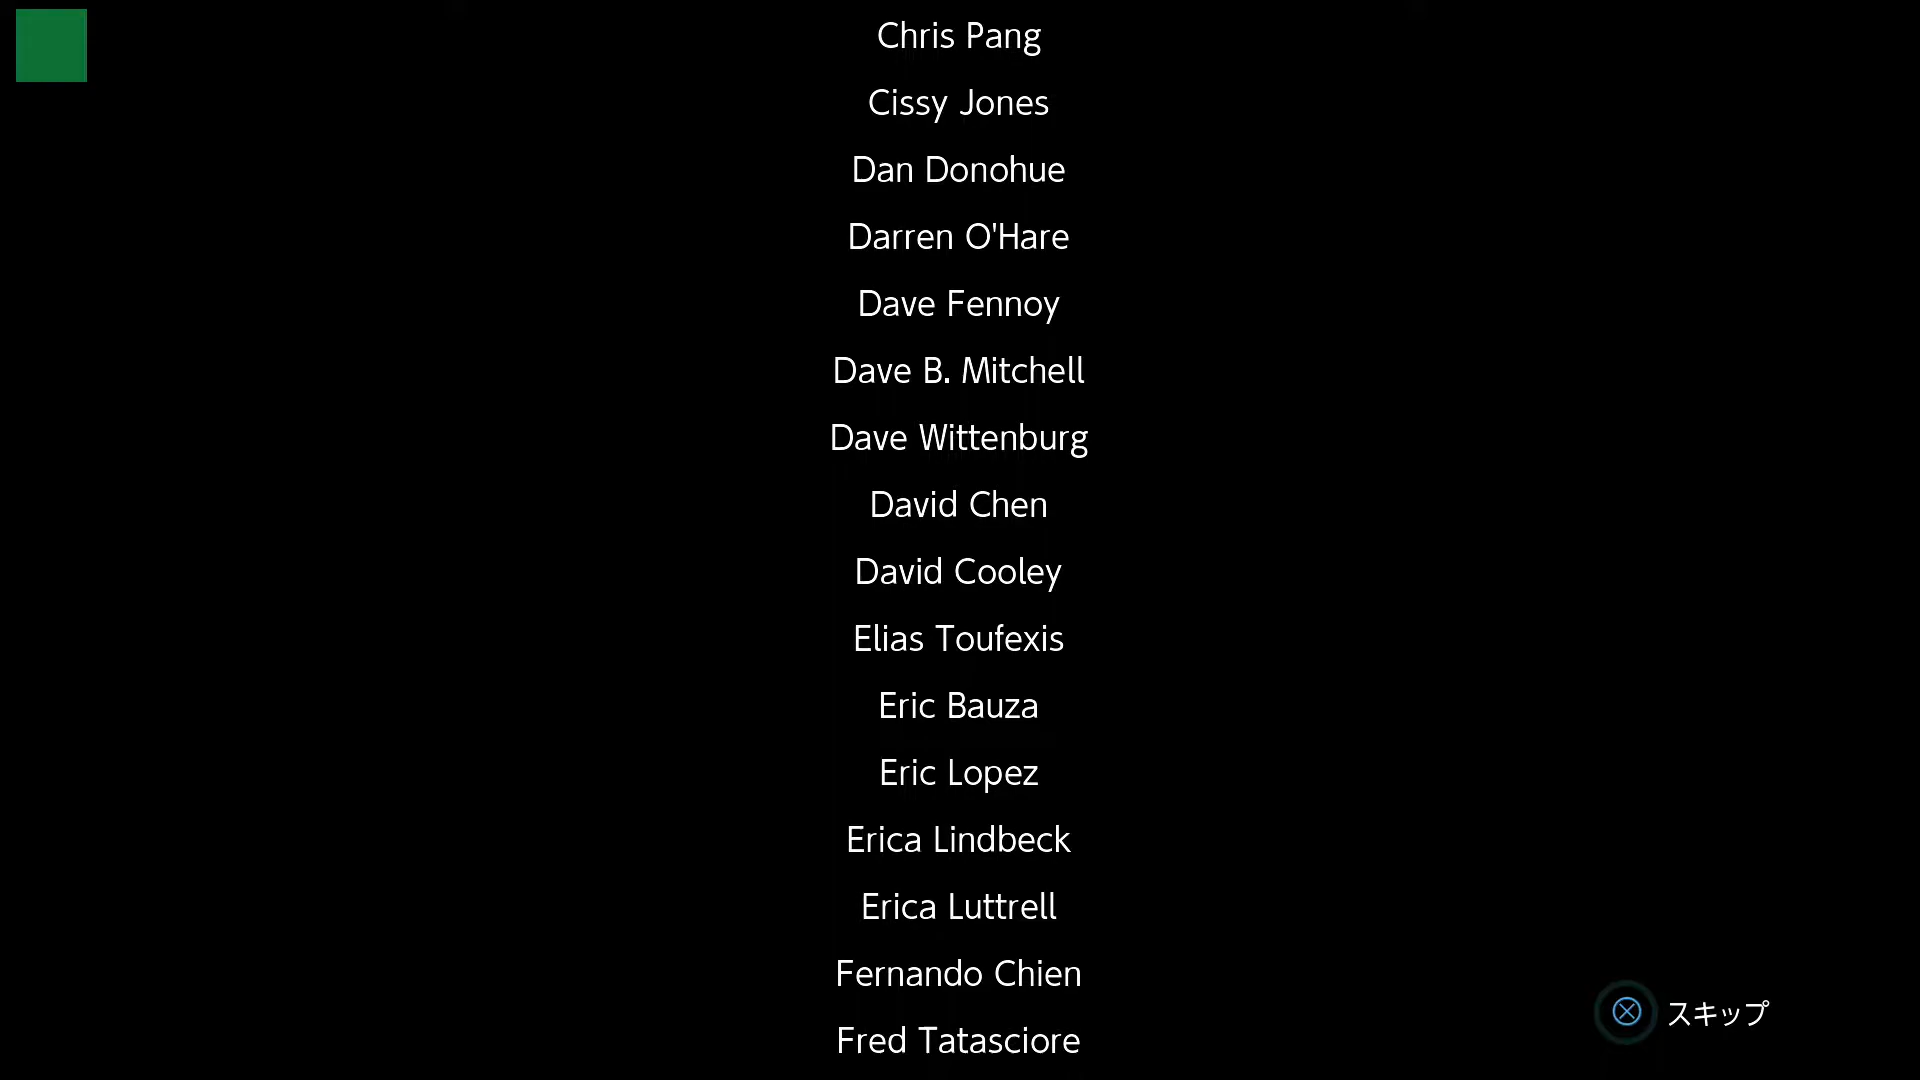 Chris Pang
Cissy Jones
Dan Donohue
Darren O'Hare
Dave Fennoy
Dave B. Mitchell
Dave Wittenburg
David Chen
David Cooley
Elias Toufexis
Eric Bauza
Eric Lopez
Erica Lindbeck
Erica Luttrell
Fernando Chien
Fred Tatasciore
スキップ